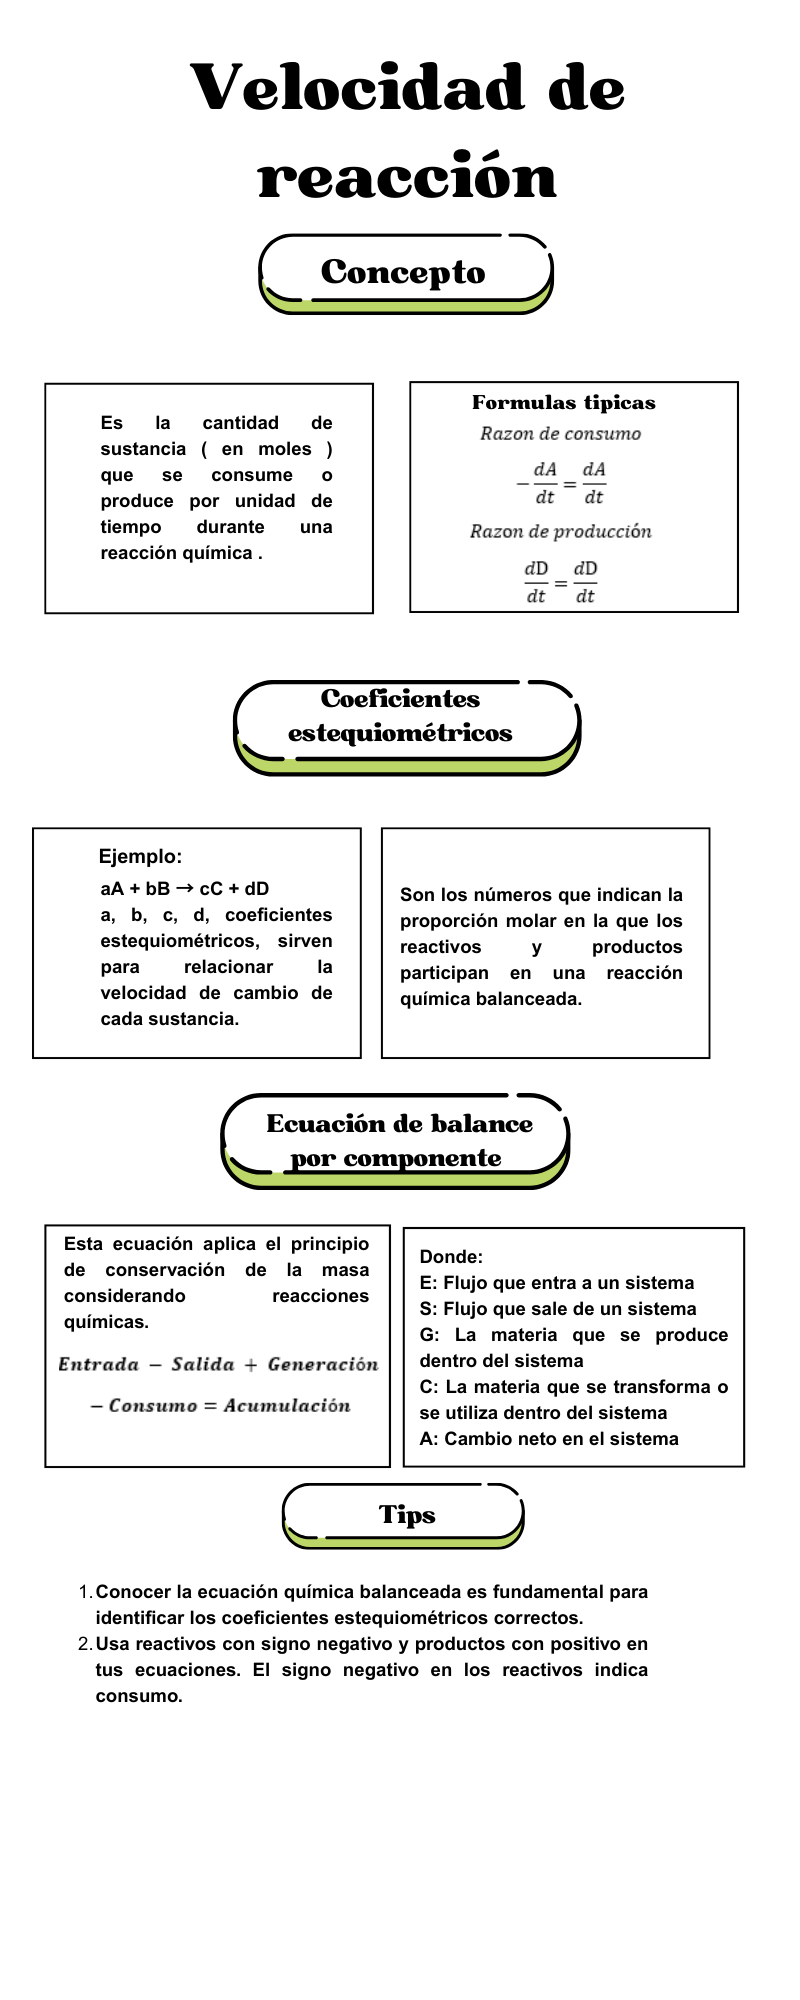 Velocidad de
reacción
Concepto
Es la cantidad de
sustancia ( en moles )
que se consume o
produce por unidad de
tiempo durante una
reacción química .
Formulas tipicas
Razon de consumo
− dA/dt = dA/dt
Razon de producción
dD/dt = dD/dt
Coeficientes
estequiométricos
Ejemplo:
aA + bB → cC + dD
a, b, c, d, coeficientes
estequiométricos, sirven
para relacionar la
velocidad de cambio de
cada sustancia.
Son los números que indican la
proporción molar en la que los
reactivos y productos
participan en una reacción
química balanceada.
Ecuación de balance
por componente
Esta ecuación aplica el principio
de conservación de la masa
considerando reacciones
químicas.
Entrada − Salida + Generación
− Consumo = Acumulación
Donde:
E: Flujo que entra a un sistema
S: Flujo que sale de un sistema
G: La materia que se produce
dentro del sistema
C: La materia que se transforma o
se utiliza dentro del sistema
A: Cambio neto en el sistema
Tips
1. Conocer la ecuación química balanceada es fundamental para
identificar los coeficientes estequiométricos correctos.
2. Usa reactivos con signo negativo y productos con positivo en
tus ecuaciones. El signo negativo en los reactivos indica
consumo.